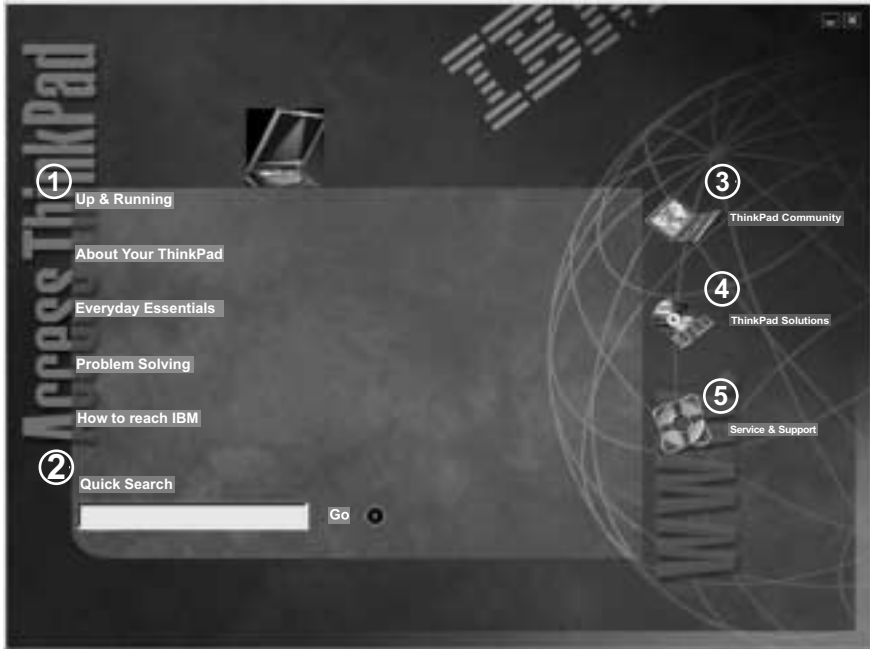 IBM
Access ThinkPad
1
Up & Running
About Your ThinkPad
Everyday Essentials
Problem Solving
How to reach IBM
2
Quick Search
Go
3
ThinkPad Community
4
ThinkPad Solutions
5
Service & Support
WWW